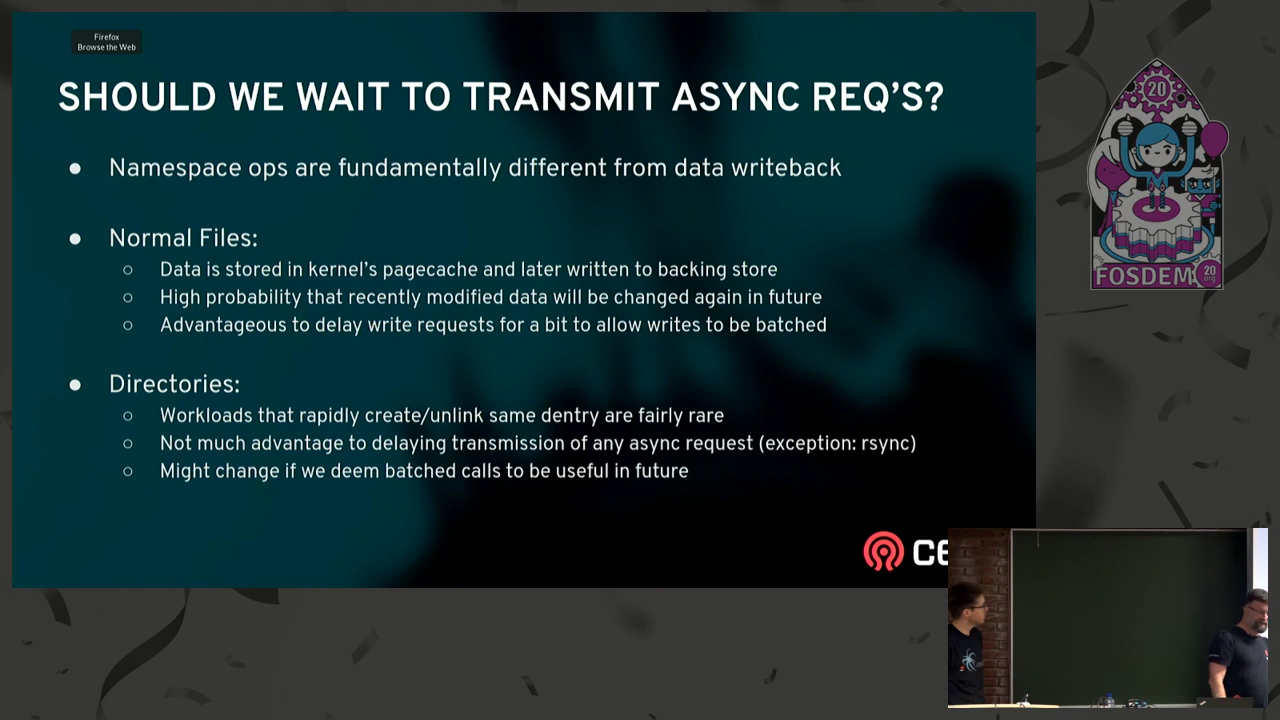 Firefox
Browse the Web
SHOULD WE WAIT TO TRANSMIT ASYNC REQ'S?
● Namespace ops are fundamentally different from data writeback
● Normal Files:
○ Data is stored in kernel's pagecache and later written to backing store
○ High probability that recently modified data will be changed again in future
○ Advantageous to delay write requests for a bit to allow writes to be batched
● Directories:
○ Workloads that rapidly create/unlink same dentry are fairly rare
○ Not much advantage to delaying transmission of any async request (exception: rsync)
○ Might change if we deem batched calls to be useful in future
20
FOSDEM 20
.org